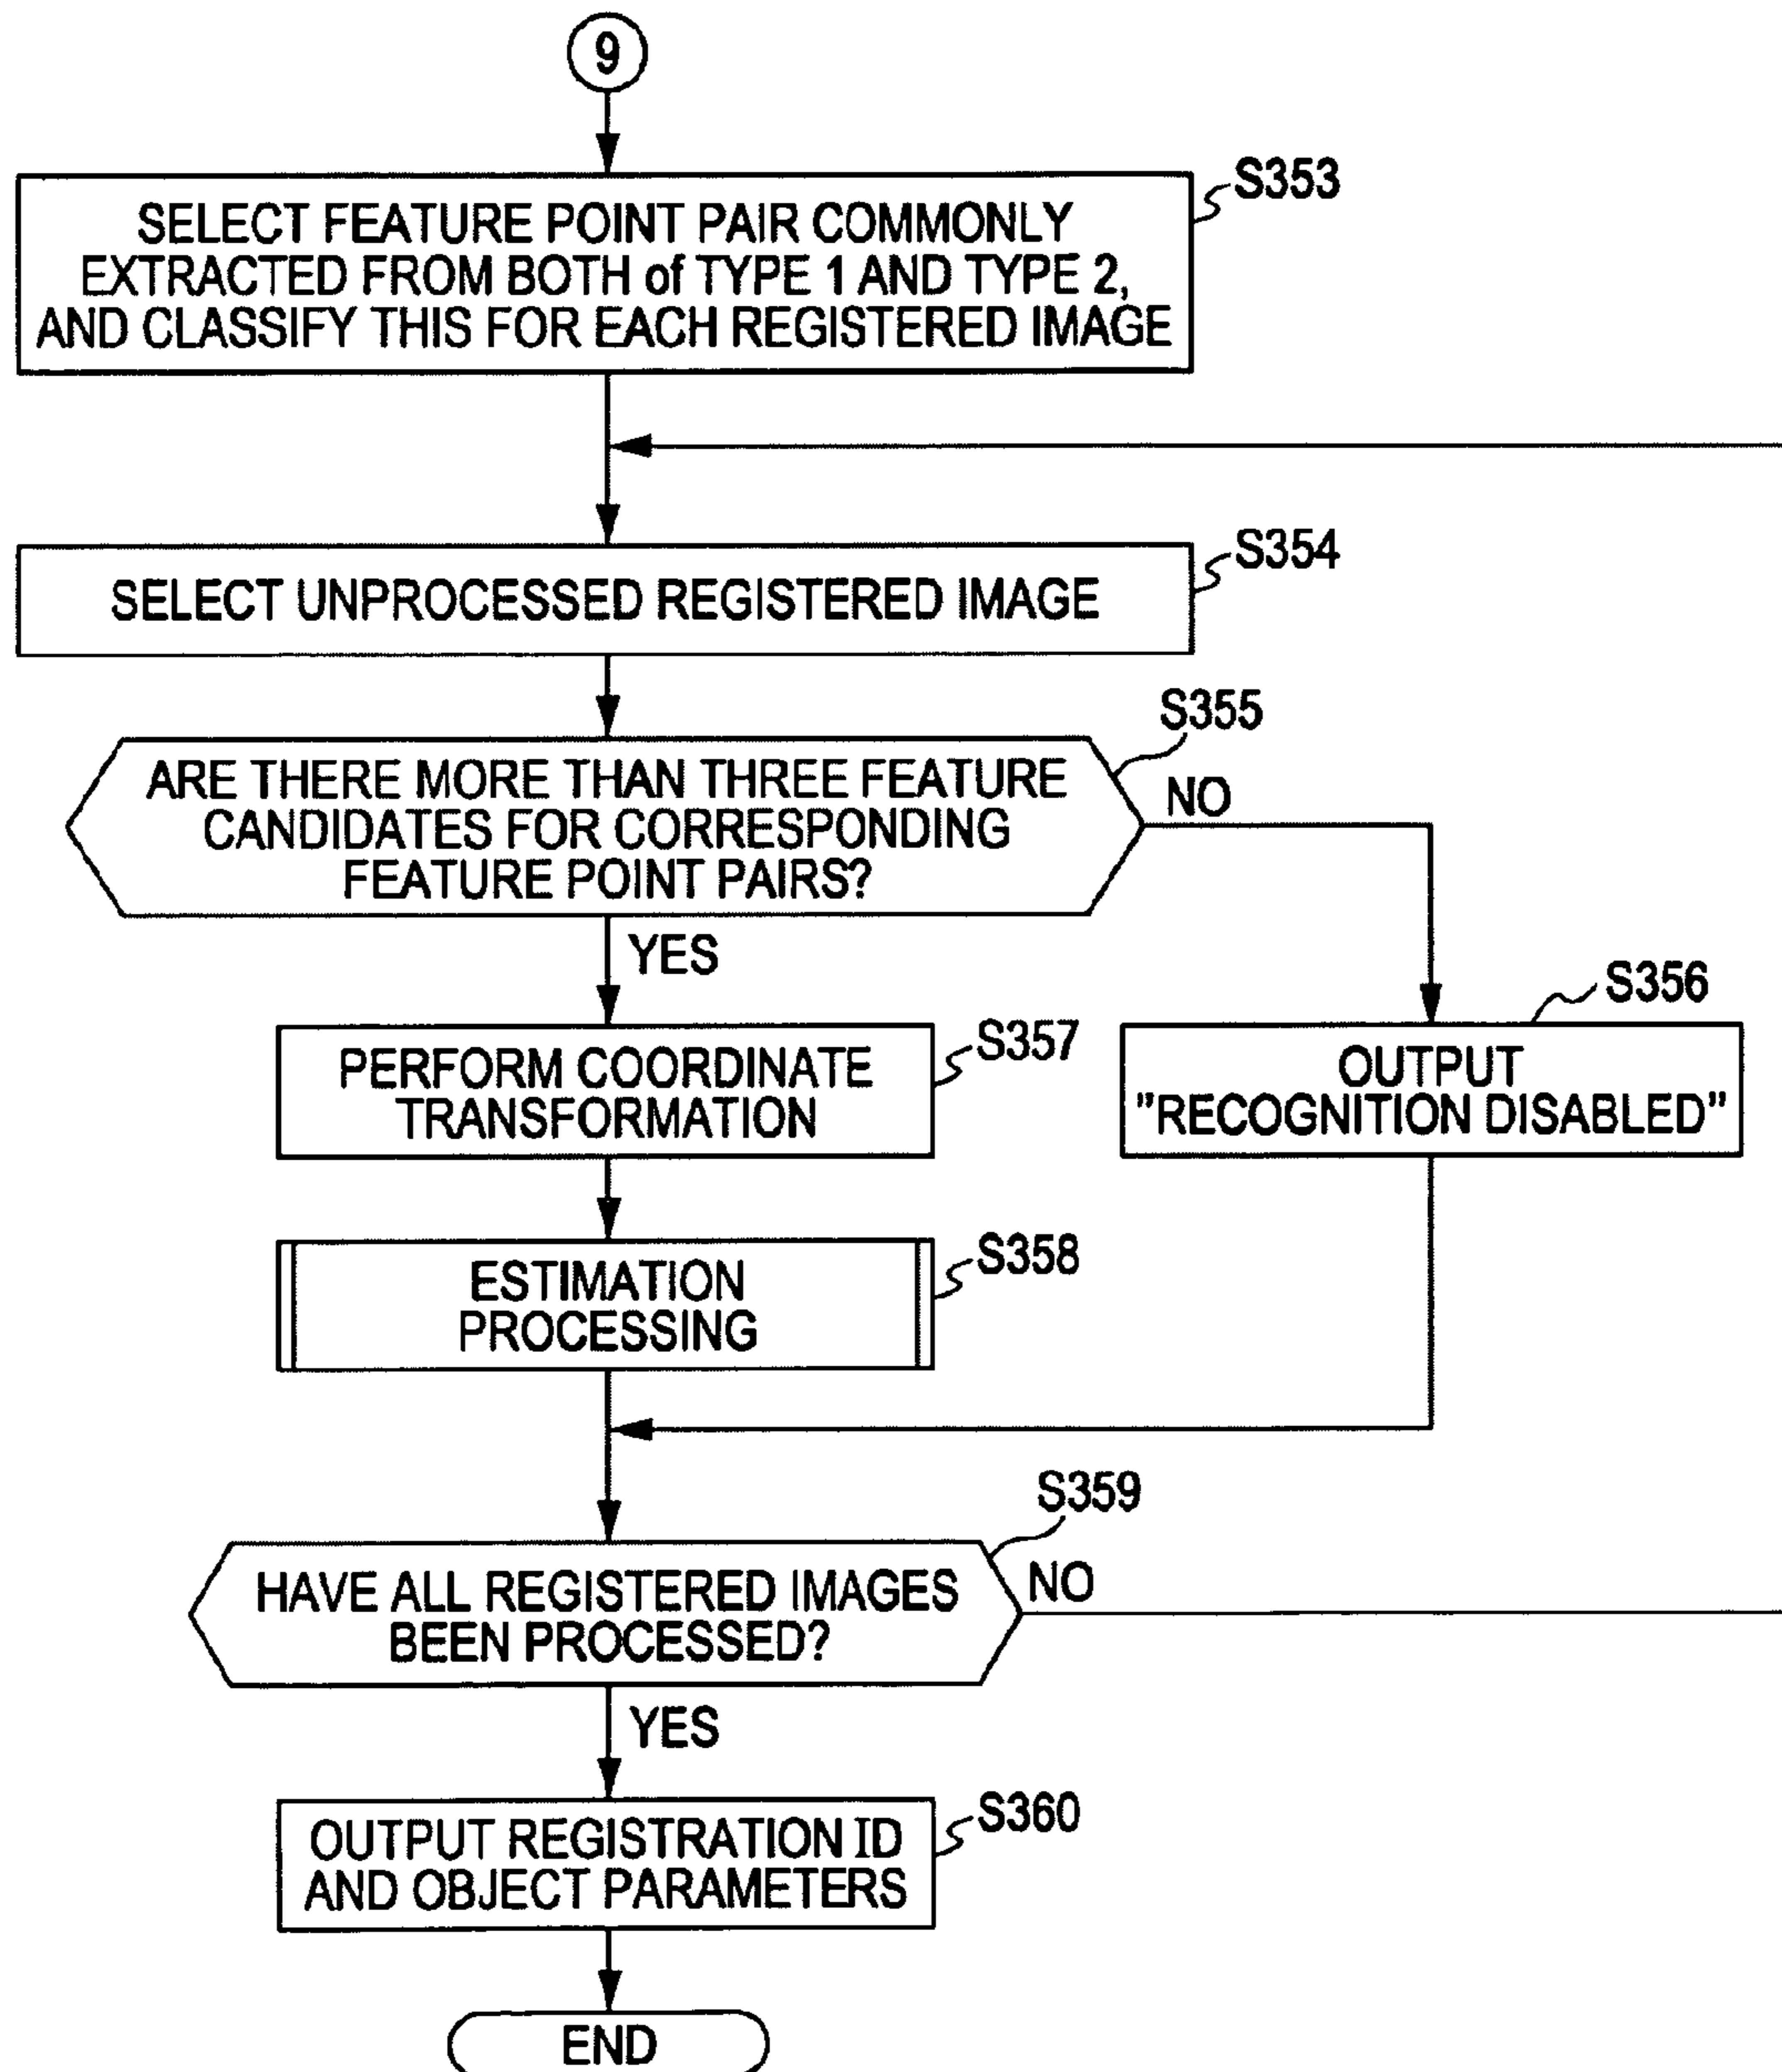 9
S353
SELECT FEATURE POINT PAIR COMMONLY
EXTRACTED FROM BOTH of TYPE 1 AND TYPE 2,
AND CLASSIFY THIS FOR EACH REGISTERED IMAGE
S354
SELECT UNPROCESSED REGISTERED IMAGE
S355
ARE THERE MORE THAN THREE FEATURE
CANDIDATES FOR CORRESPONDING
FEATURE POINT PAIRS?
NO
YES
S356
S357
PERFORM COORDINATE
TRANSFORMATION
OUTPUT
"RECOGNITION DISABLED"
S358
ESTIMATION
PROCESSING
S359
HAVE ALL REGISTERED IMAGES
BEEN PROCESSED?
NO
YES
S360
OUTPUT REGISTRATION ID
AND OBJECT PARAMETERS
END